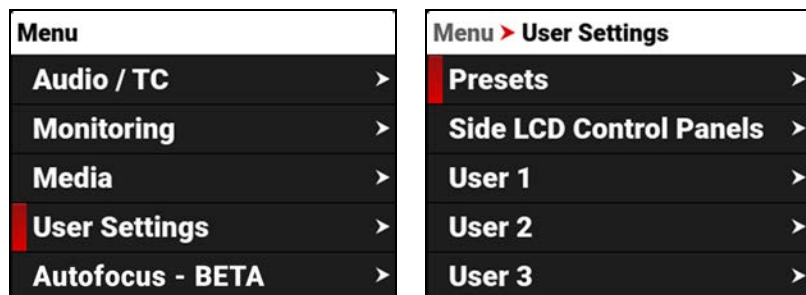 Menu
Audio / TC
Monitoring
Media
User Settings
Autofocus - BETA
Menu > User Settings
Presets
Side LCD Control Panels
User 1
User 2
User 3